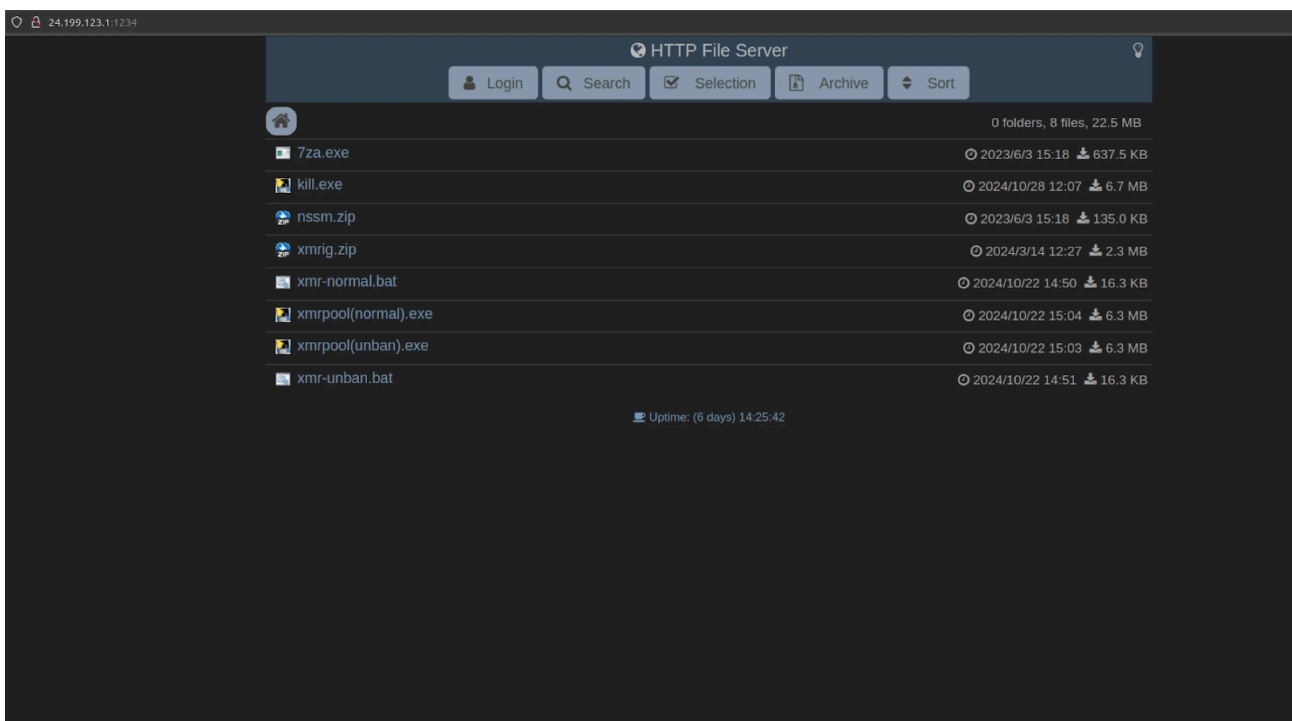 24.199.123.1:1234
HTTP File Server
Login Search Selection Archive Sort
0 folders, 8 files, 22.5 MB
7za.exe 2023/6/3 15:18 637.5 KB
kill.exe 2024/10/28 12:07 6.7 MB
nssm.zip 2023/6/3 15:18 135.0 KB
xmrig.zip 2024/3/14 12:27 2.3 MB
xmr-normal.bat 2024/10/22 14:50 16.3 KB
xmrpool(normal).exe 2024/10/22 15:04 6.3 MB
xmrpool(unban).exe 2024/10/22 15:03 6.3 MB
xmr-unban.bat 2024/10/22 14:51 16.3 KB
Uptime: (6 days) 14:25:42